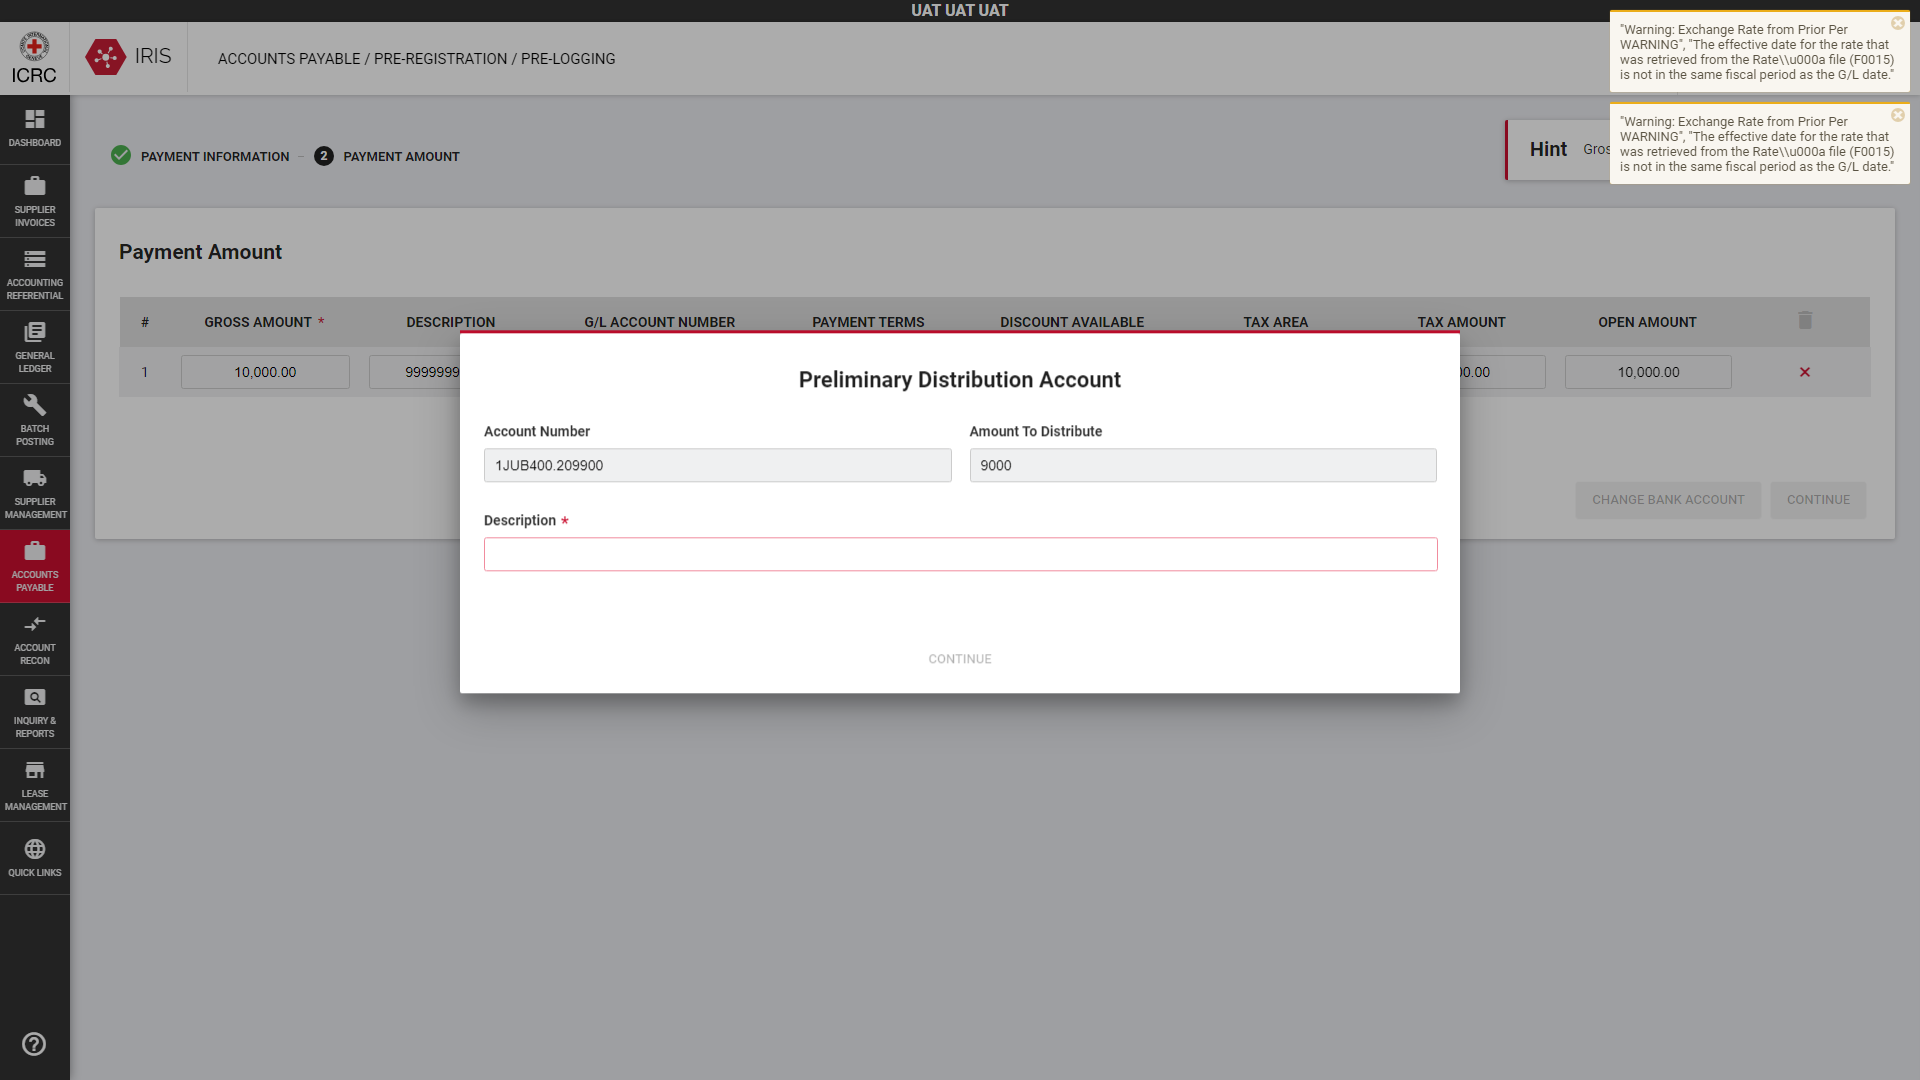 UAT UAT UAT
ICRC
IRIS
ACCOUNTS PAYABLE / PRE-REGISTRATION / PRE-LOGGING
"Warning: Exchange Rate from Prior Per
WARNING", "The effective date for the rate that
was retrieved from the Rate\\u000a file (F0015)
is not in the same fiscal period as the G/L date."
"Warning: Exchange Rate from Prior Per
WARNING", "The effective date for the rate that
was retrieved from the Rate\\u000a file (F0015)
is not in the same fiscal period as the G/L date."
DASHBOARD
SUPPLIER
INVOICES
ACCOUNTING
REFERENTIAL
GENERAL
LEDGER
BATCH
POSTING
SUPPLIER
MANAGEMENT
ACCOUNTS
PAYABLE
ACCOUNT
RECON
INQUIRY &
REPORTS
LEASE
MANAGEMENT
QUICK LINKS
PAYMENT INFORMATION – 2 PAYMENT AMOUNT
Hint Gros
Payment Amount
# GROSS AMOUNT * DESCRIPTION G/L ACCOUNT NUMBER PAYMENT TERMS DISCOUNT AVAILABLE TAX AREA TAX AMOUNT OPEN AMOUNT
1 10,000.00 9999999 00.00 10,000.00
CHANGE BANK ACCOUNT CONTINUE
Preliminary Distribution Account
Account Number Amount To Distribute
1JUB400.209900 9000
Description *
CONTINUE